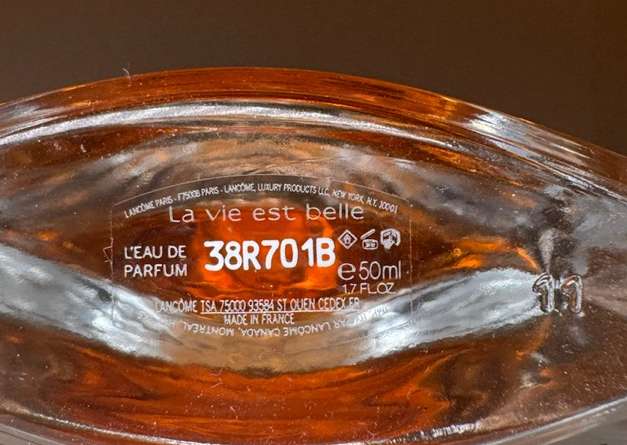 LANCÔME PARIS - F75008 PARIS - LANCÔME, LUXURY PRODUCTS LLC, NEW YORK, N.Y. 10001
La vie est belle
L'EAU DE
PARFUM
38R701B
℮50ml
1.7 FL.OZ
LANCÔME TSA 75000 93584 ST OUEN CEDEX FR
MADE IN FRANCE
PAR LANCÔME CANADA, MONTREAL
11